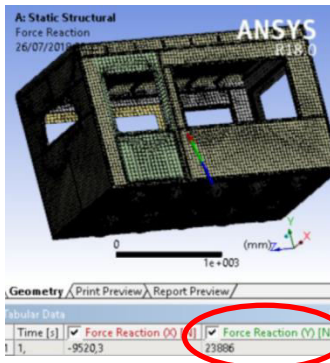 A: Static Structural
Force Reaction
26/07/2018
ANSYS
R18.0
0
1e+003
(mm)
Y
X
Z
Geometry Print Preview Report Preview
Tabular Data
Time [s] Force Reaction (X) [N] Force Reaction (Y) [N
1 1, -9520,3 23886